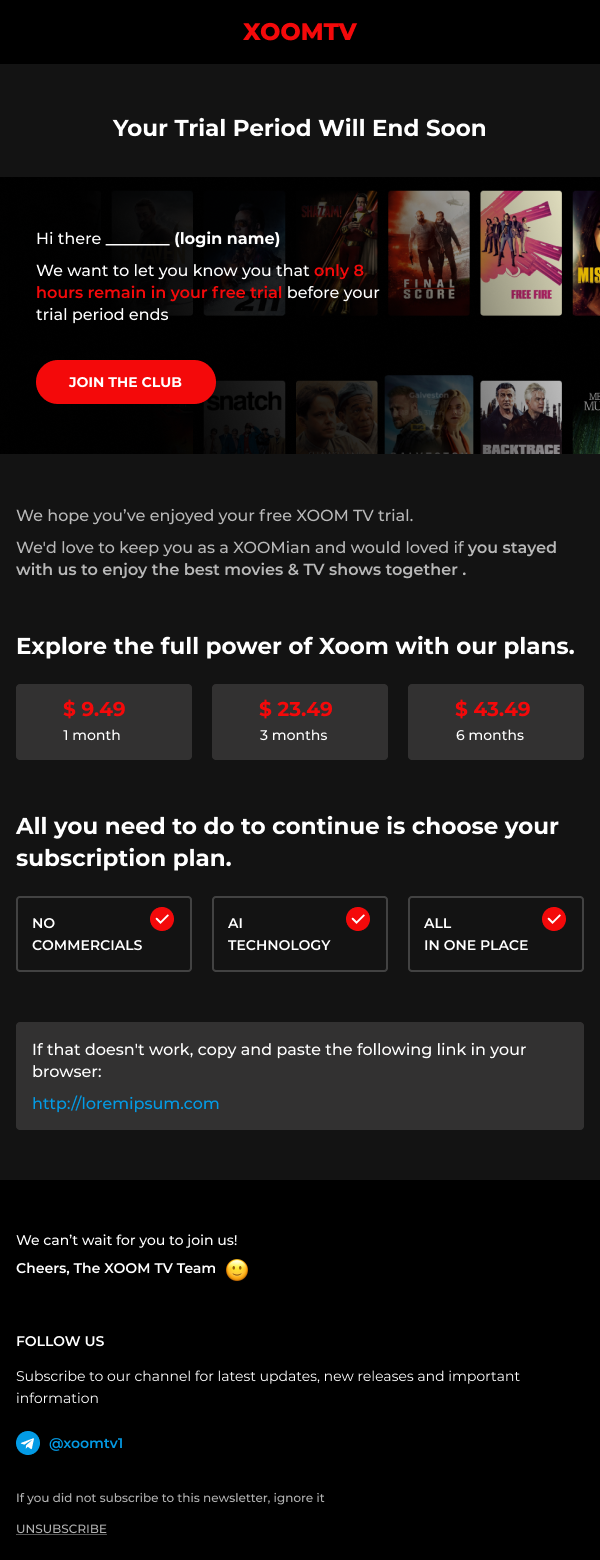 XOOMTV
Your Trial Period Will End Soon
Hi there ________ (login name)
We want to let you know you that only 8
hours remain in your free trial before your
trial period ends
JOIN THE CLUB
SHAZAM!
FINAL
SCORE
FREE FIRE
MIS
snatch
Galveston
BACKTRACE
ME
MU
We hope you’ve enjoyed your free XOOM TV trial.
We'd love to keep you as a XOOMian and would loved if you stayed
with us to enjoy the best movies & TV shows together .
Explore the full power of Xoom with our plans.
$ 9.49
1 month
$ 23.49
3 months
$ 43.49
6 months
All you need to do to continue is choose your
subscription plan.
NO
COMMERCIALS
AI
TECHNOLOGY
ALL
IN ONE PLACE
If that doesn't work, copy and paste the following link in your
browser:
http://loremipsum.com
We can’t wait for you to join us!
Cheers, The XOOM TV Team
FOLLOW US
Subscribe to our channel for latest updates, new releases and important
information
@xoomtv1
If you did not subscribe to this newsletter, ignore it
UNSUBSCRIBE